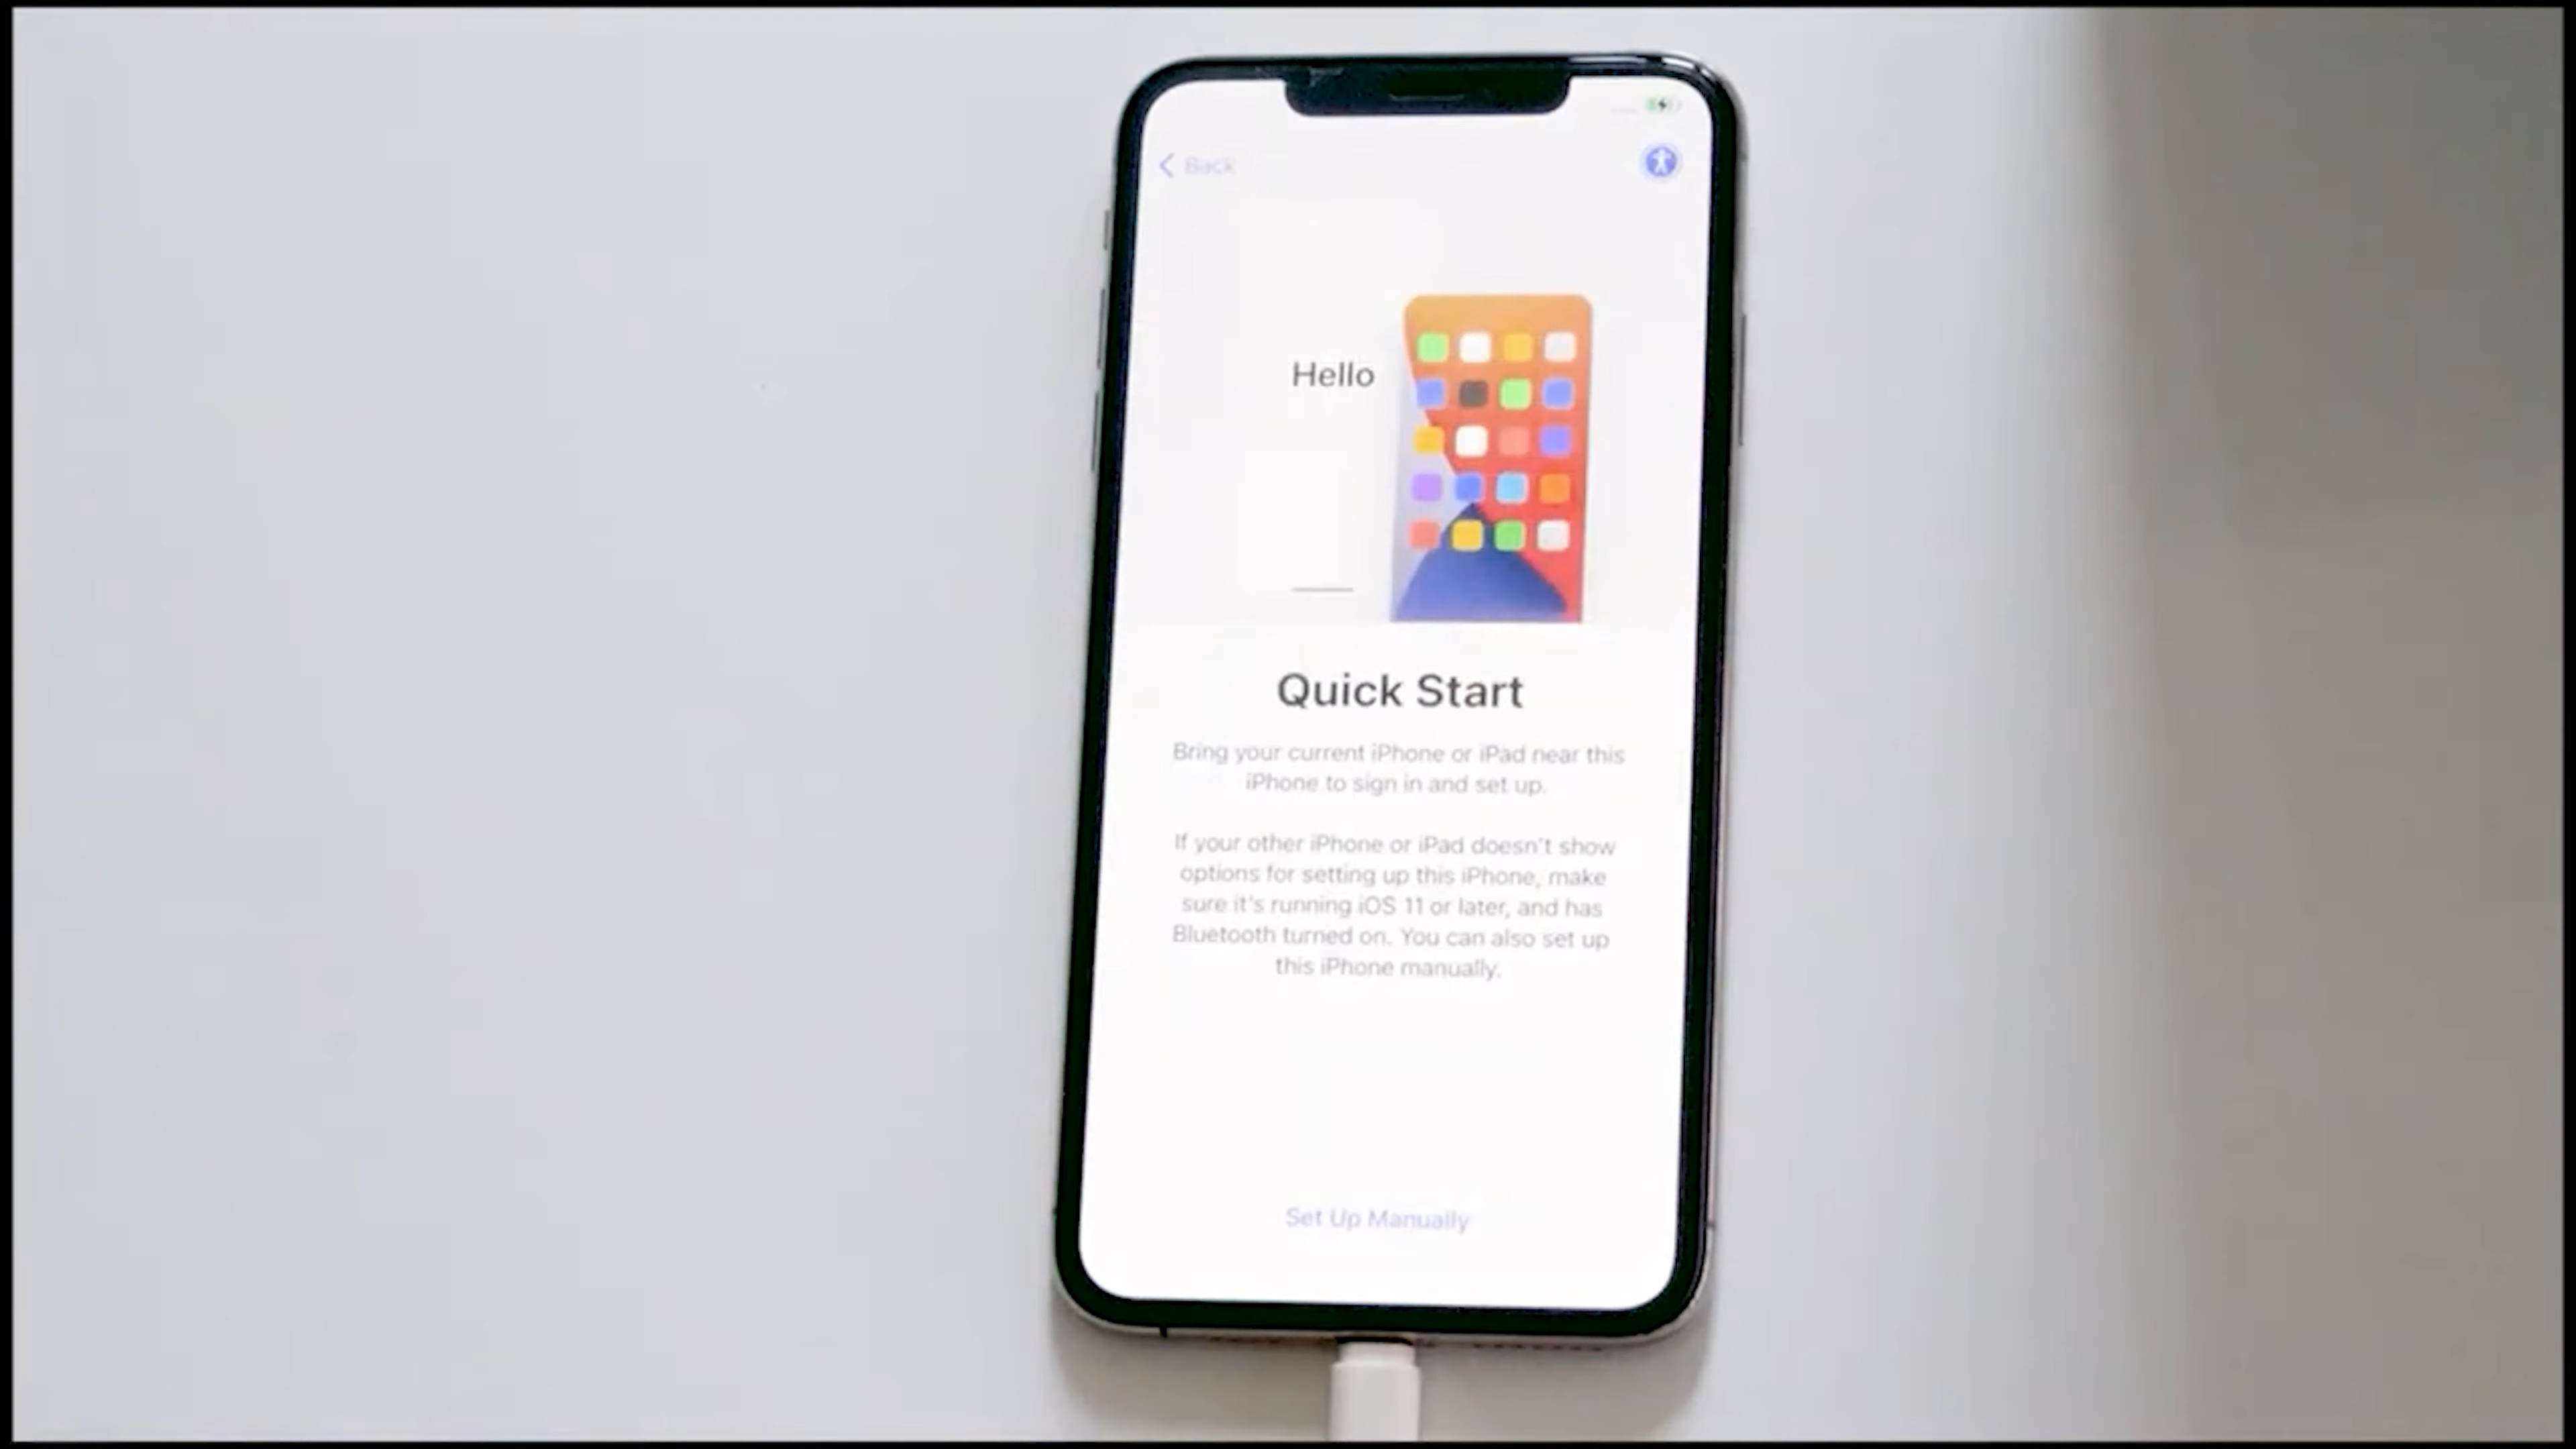 Back
Hello
Quick Start
Bring your current iPhone or iPad near this
iPhone to sign in and set up.
If your other iPhone or iPad doesn't show
options for setting up this iPhone, make
sure it's running iOS 11 or later, and has
Bluetooth turned on. You can also set up
this iPhone manually.
Set Up Manually